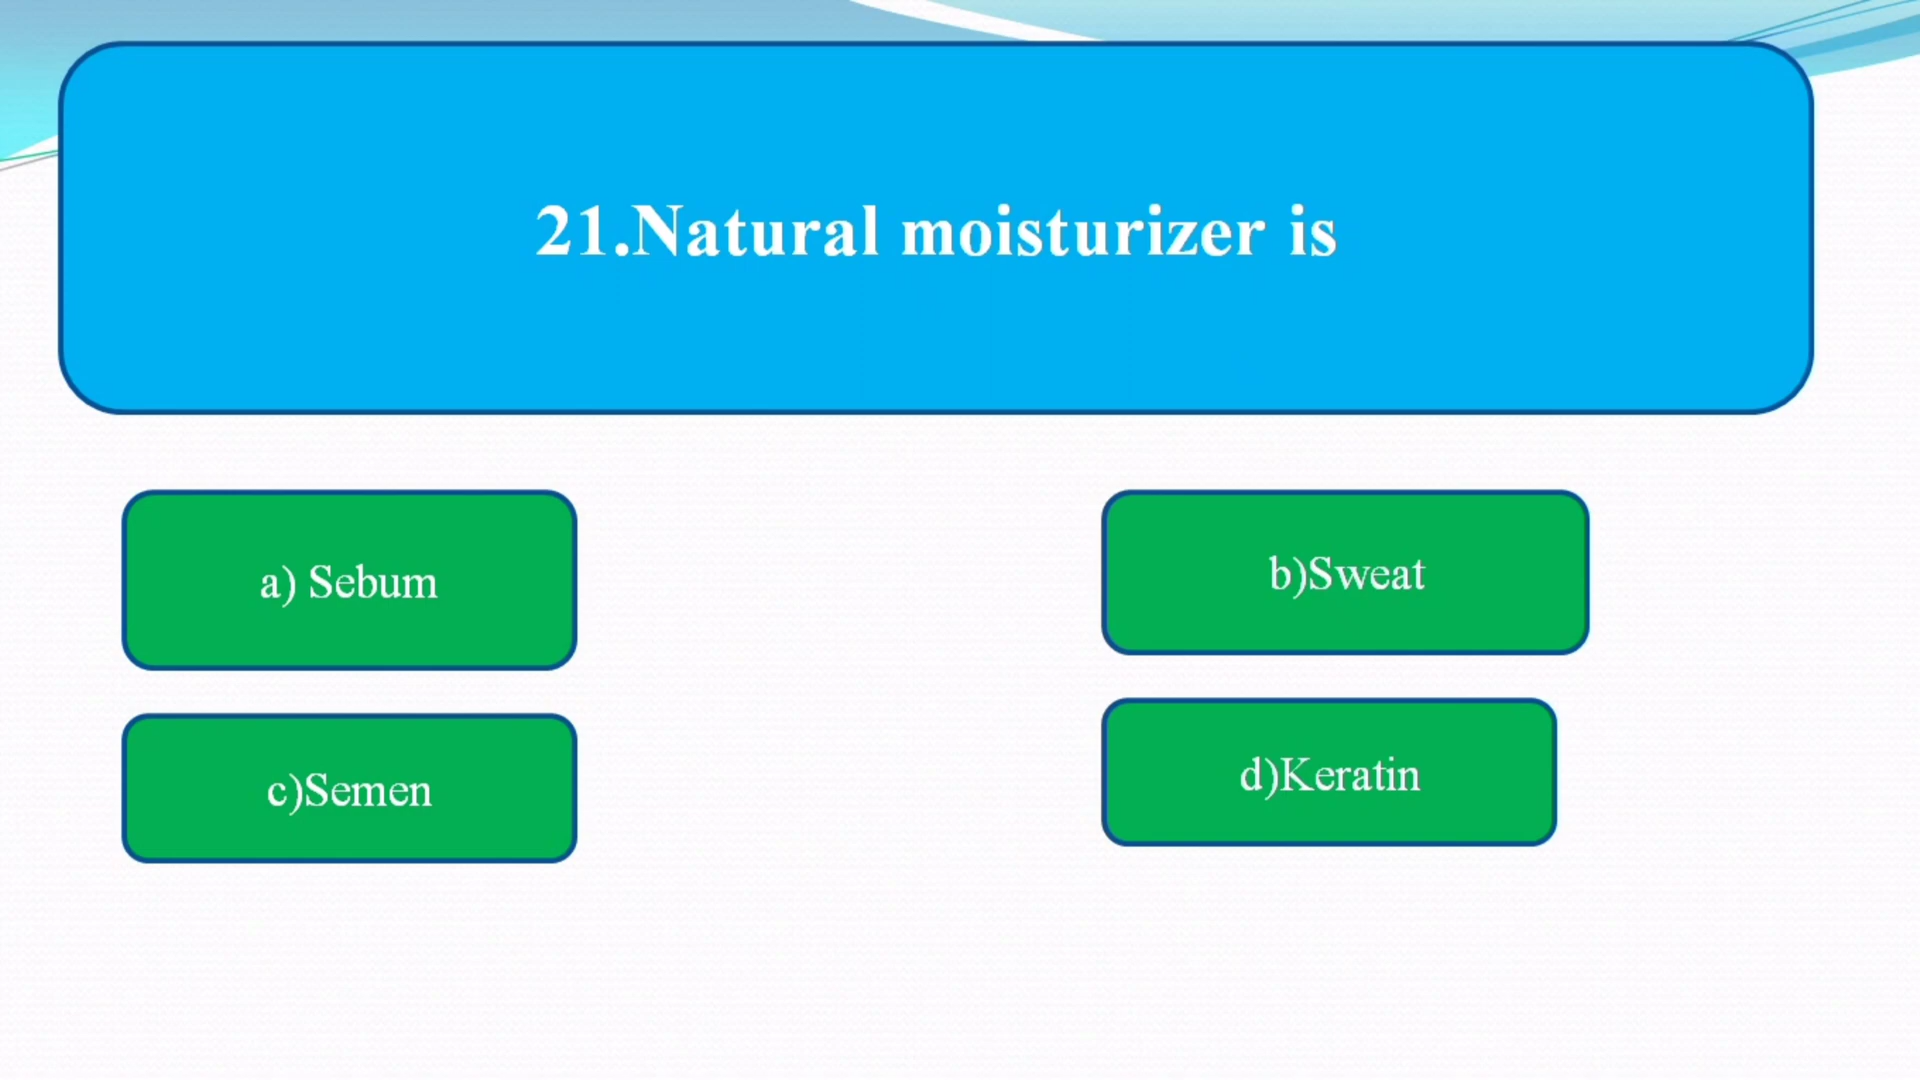 21.Natural moisturizer is
a) Sebum
b)Sweat
c)Semen
d)Keratin